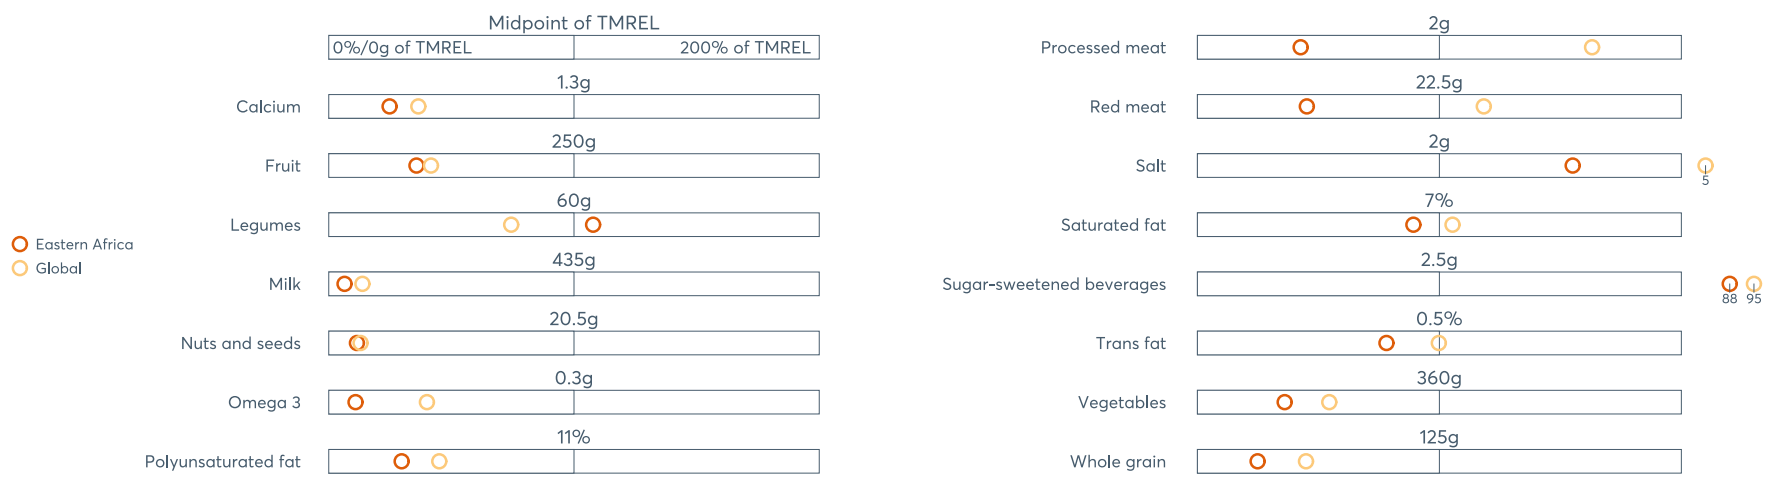 Midpoint of TMREL
0%/0g of TMREL 200% of TMREL
1.3g
Calcium
250g
Fruit
60g
Legumes
435g
Milk
20.5g
Nuts and seeds
0.3g
Omega 3
11%
Polyunsaturated fat
Eastern Africa
Global
2g
Processed meat
22.5g
Red meat
2g
Salt
5
7%
Saturated fat
2.5g
Sugar-sweetened beverages
88 95
0.5%
Trans fat
360g
Vegetables
125g
Whole grain